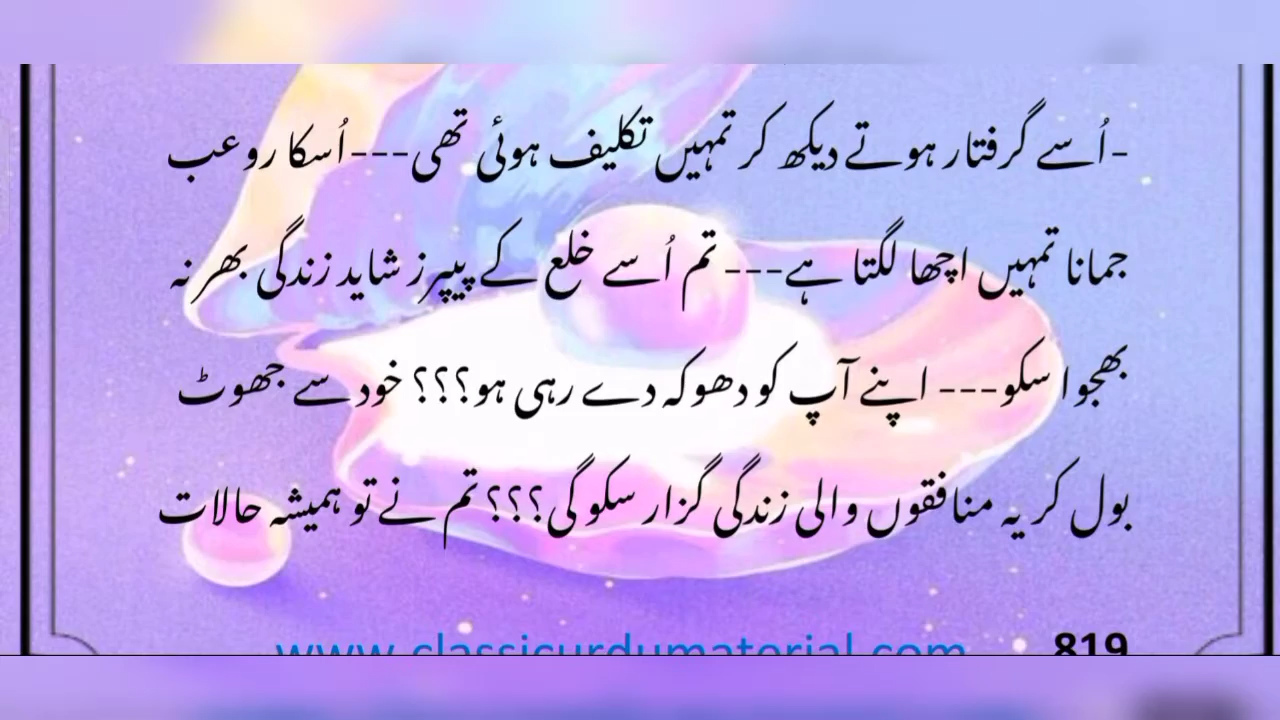 -اُسے گرفتار ہوتے دیکھ کر تمہیں تکلیف ہوئی تھی---اُسکا روعب
جمانا تمہیں اچھا لگتا ہے---تم اُسے خلع کے پیپرز شاید زندگی بھر نہ
بھجوا سکو--- اپنے آپ کو دھوکہ دے رہی ہو؟؟؟ خود سے جھوٹ
بول کر یہ منافقوں والی زندگی گزار سکو گی؟؟؟ تم نے تو ہمیشہ حالات
www.classicurdumaterial.com 819